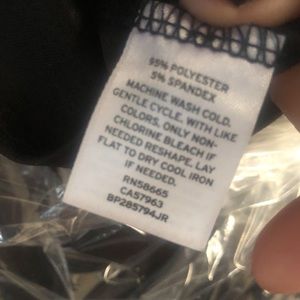 95% POLYESTER
5% SPANDEX
MACHINE WASH COLD.
GENTLE CYCLE. WITH LIKE
COLORS, ONLY NON-
CHLORINE BLEACH IF
NEEDED RESHAPE. LAY
FLAT TO DRY COOL IRON
IF NEEDED.
RN58665
CA57963
BP285794JR